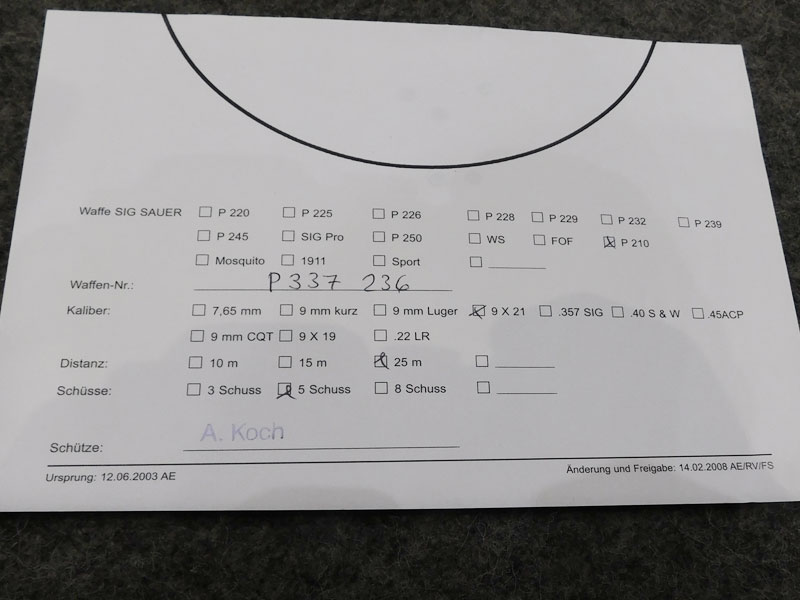 Waffe SIG SAUER ☐ P 220 ☐ P 225 ☐ P 226 ☐ P 228 ☐ P 229 ☐ P 232 ☐ P 239
☐ P 245 ☐ SIG Pro ☐ P 250 ☐ WS ☐ FOF ☒ P 210
☐ Mosquito ☐ 1911 ☐ Sport ☐ ________
Waffen-Nr.: P337 236
Kaliber: ☐ 7,65 mm ☐ 9 mm kurz ☐ 9 mm Luger ☒ 9 X 21 ☐ .357 SIG ☐ .40 S & W ☐ .45ACP
☐ 9 mm CQT ☐ 9 X 19 ☐ .22 LR
Distanz: ☐ 10 m ☐ 15 m ☒ 25 m ☐ ________
Schüsse: ☐ 3 Schuss ☒ 5 Schuss ☐ 8 Schuss ☐ ________
Schütze: A. Koch
Ursprung: 12.06.2003 AE Änderung und Freigabe: 14.02.2008 AE/RV/FS